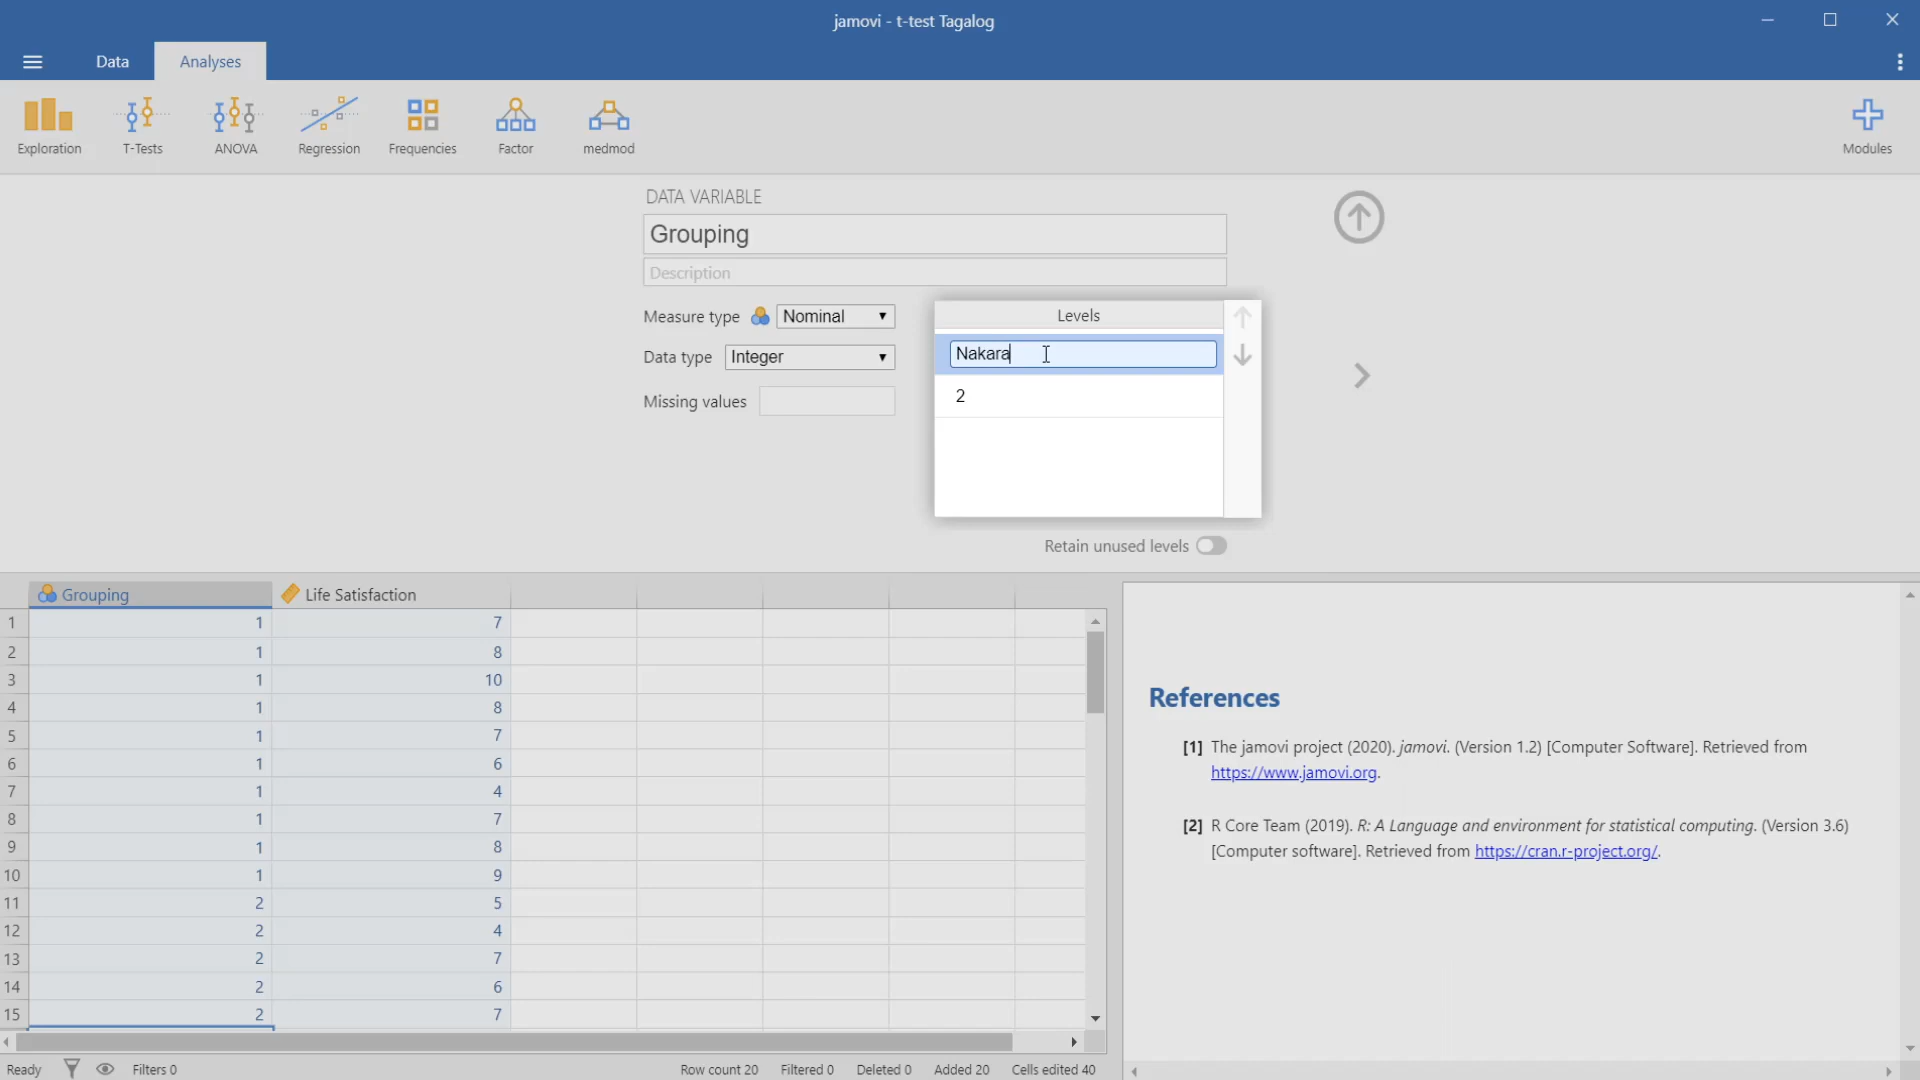 jamovi - t-test Tagalog
Data
Analyses
Exploration
T-Tests
ANOVA
Regression
Frequencies
Factor
medmod
Modules
DATA VARIABLE
Grouping
Description
Measure type
Nominal
Data type
Integer
Missing values
Levels
Nakara
2
Retain unused levels
Grouping Life Satisfaction
1 1 7
2 1 8
3 1 10
4 1 8
5 1 7
6 1 6
7 1 4
8 1 7
9 1 8
10 1 9
11 2 5
12 2 4
13 2 7
14 2 6
15 2 7
References
[1] The jamovi project (2020). jamovi. (Version 1.2) [Computer Software]. Retrieved from
https://www.jamovi.org.
[2] R Core Team (2019). R: A Language and environment for statistical computing. (Version 3.6)
[Computer software]. Retrieved from https://cran.r-project.org/.
Ready
Filters 0
Row count 20
Filtered 0
Deleted 0
Added 20
Cells edited 40